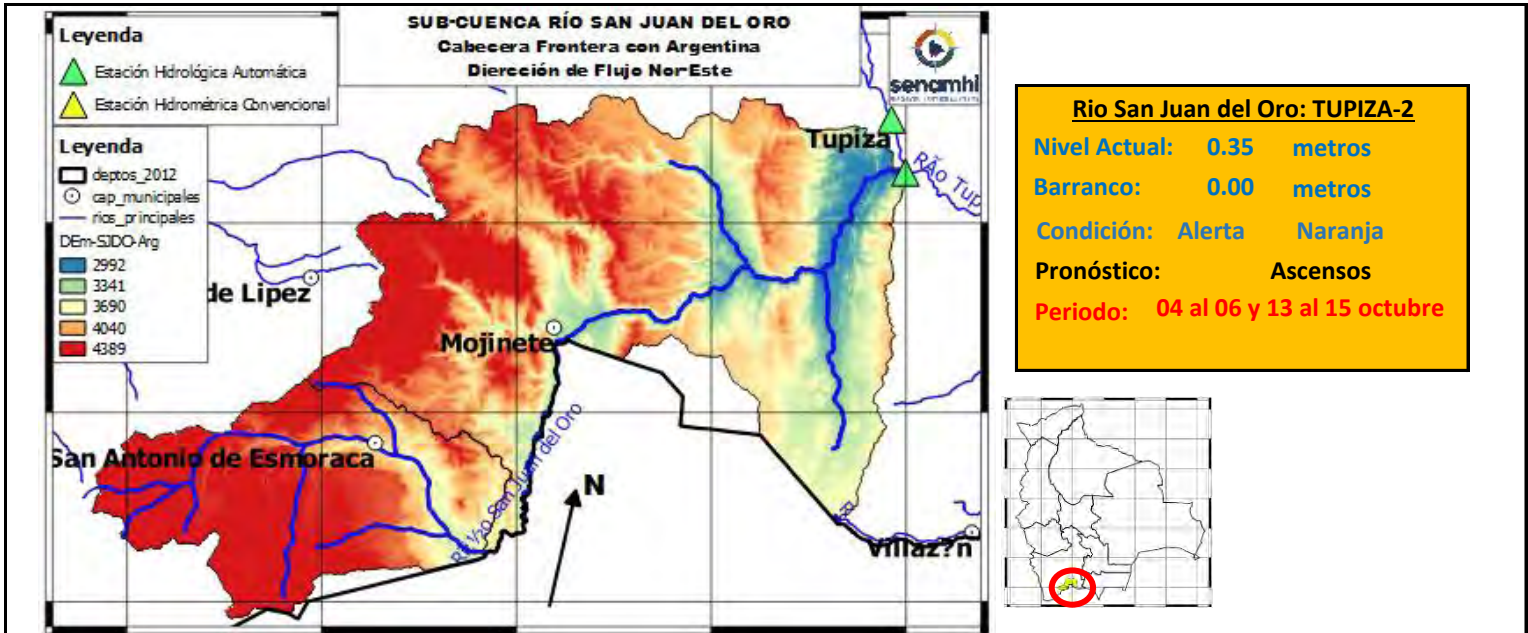 SUB-CUENCA RÍO SAN JUAN DEL ORO
Cabecera Frontera con Argentina
Diercción de Flujo Nor-Este
senamhi
Leyenda
Estación Hidrológica Automática
Estación Hidrométrica Convencional
Leyenda
deptos_2012
cap_municipales
rios_principales
DEm-SJDO-Arg
2992
3341
3690
4040
4389
Tupiza
RÃo Tup
de Lipez
Mojinete
San Antonio de Esmoraca
San Juan del Oro
N
Villaz?n
Rio San Juan del Oro: TUPIZA-2
Nivel Actual: 0.35 metros
Barranco: 0.00 metros
Condición: Alerta Naranja
Pronóstico: Ascensos
Periodo: 04 al 06 y 13 al 15 octubre